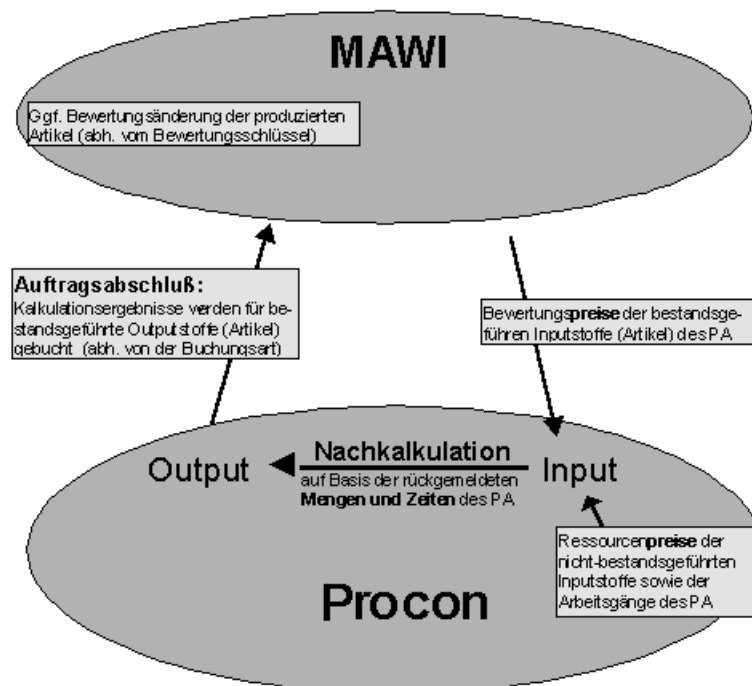 MAWI
Ggf. Bewertungsänderung der produzierten
Artikel (abh. vom Bewertungsschlüssel)
Auftragsabschluß:
Kalkulationsergebnisse werden für be-
standsgeführte Outputstoffe (Artikel)
gebucht (abh. von der Buchungsart)
Bewertungspreise der bestandsge-
führen Inputstoffe (Artikel) des PA
Output
Nachkalkulation
auf Basis der rückgemeldeten
Mengen und Zeiten des PA
Input
Ressourcenpreise der
nicht-bestandsgeführten
Inputstoffe sowie der
Arbeitsgänge des PA
Procon